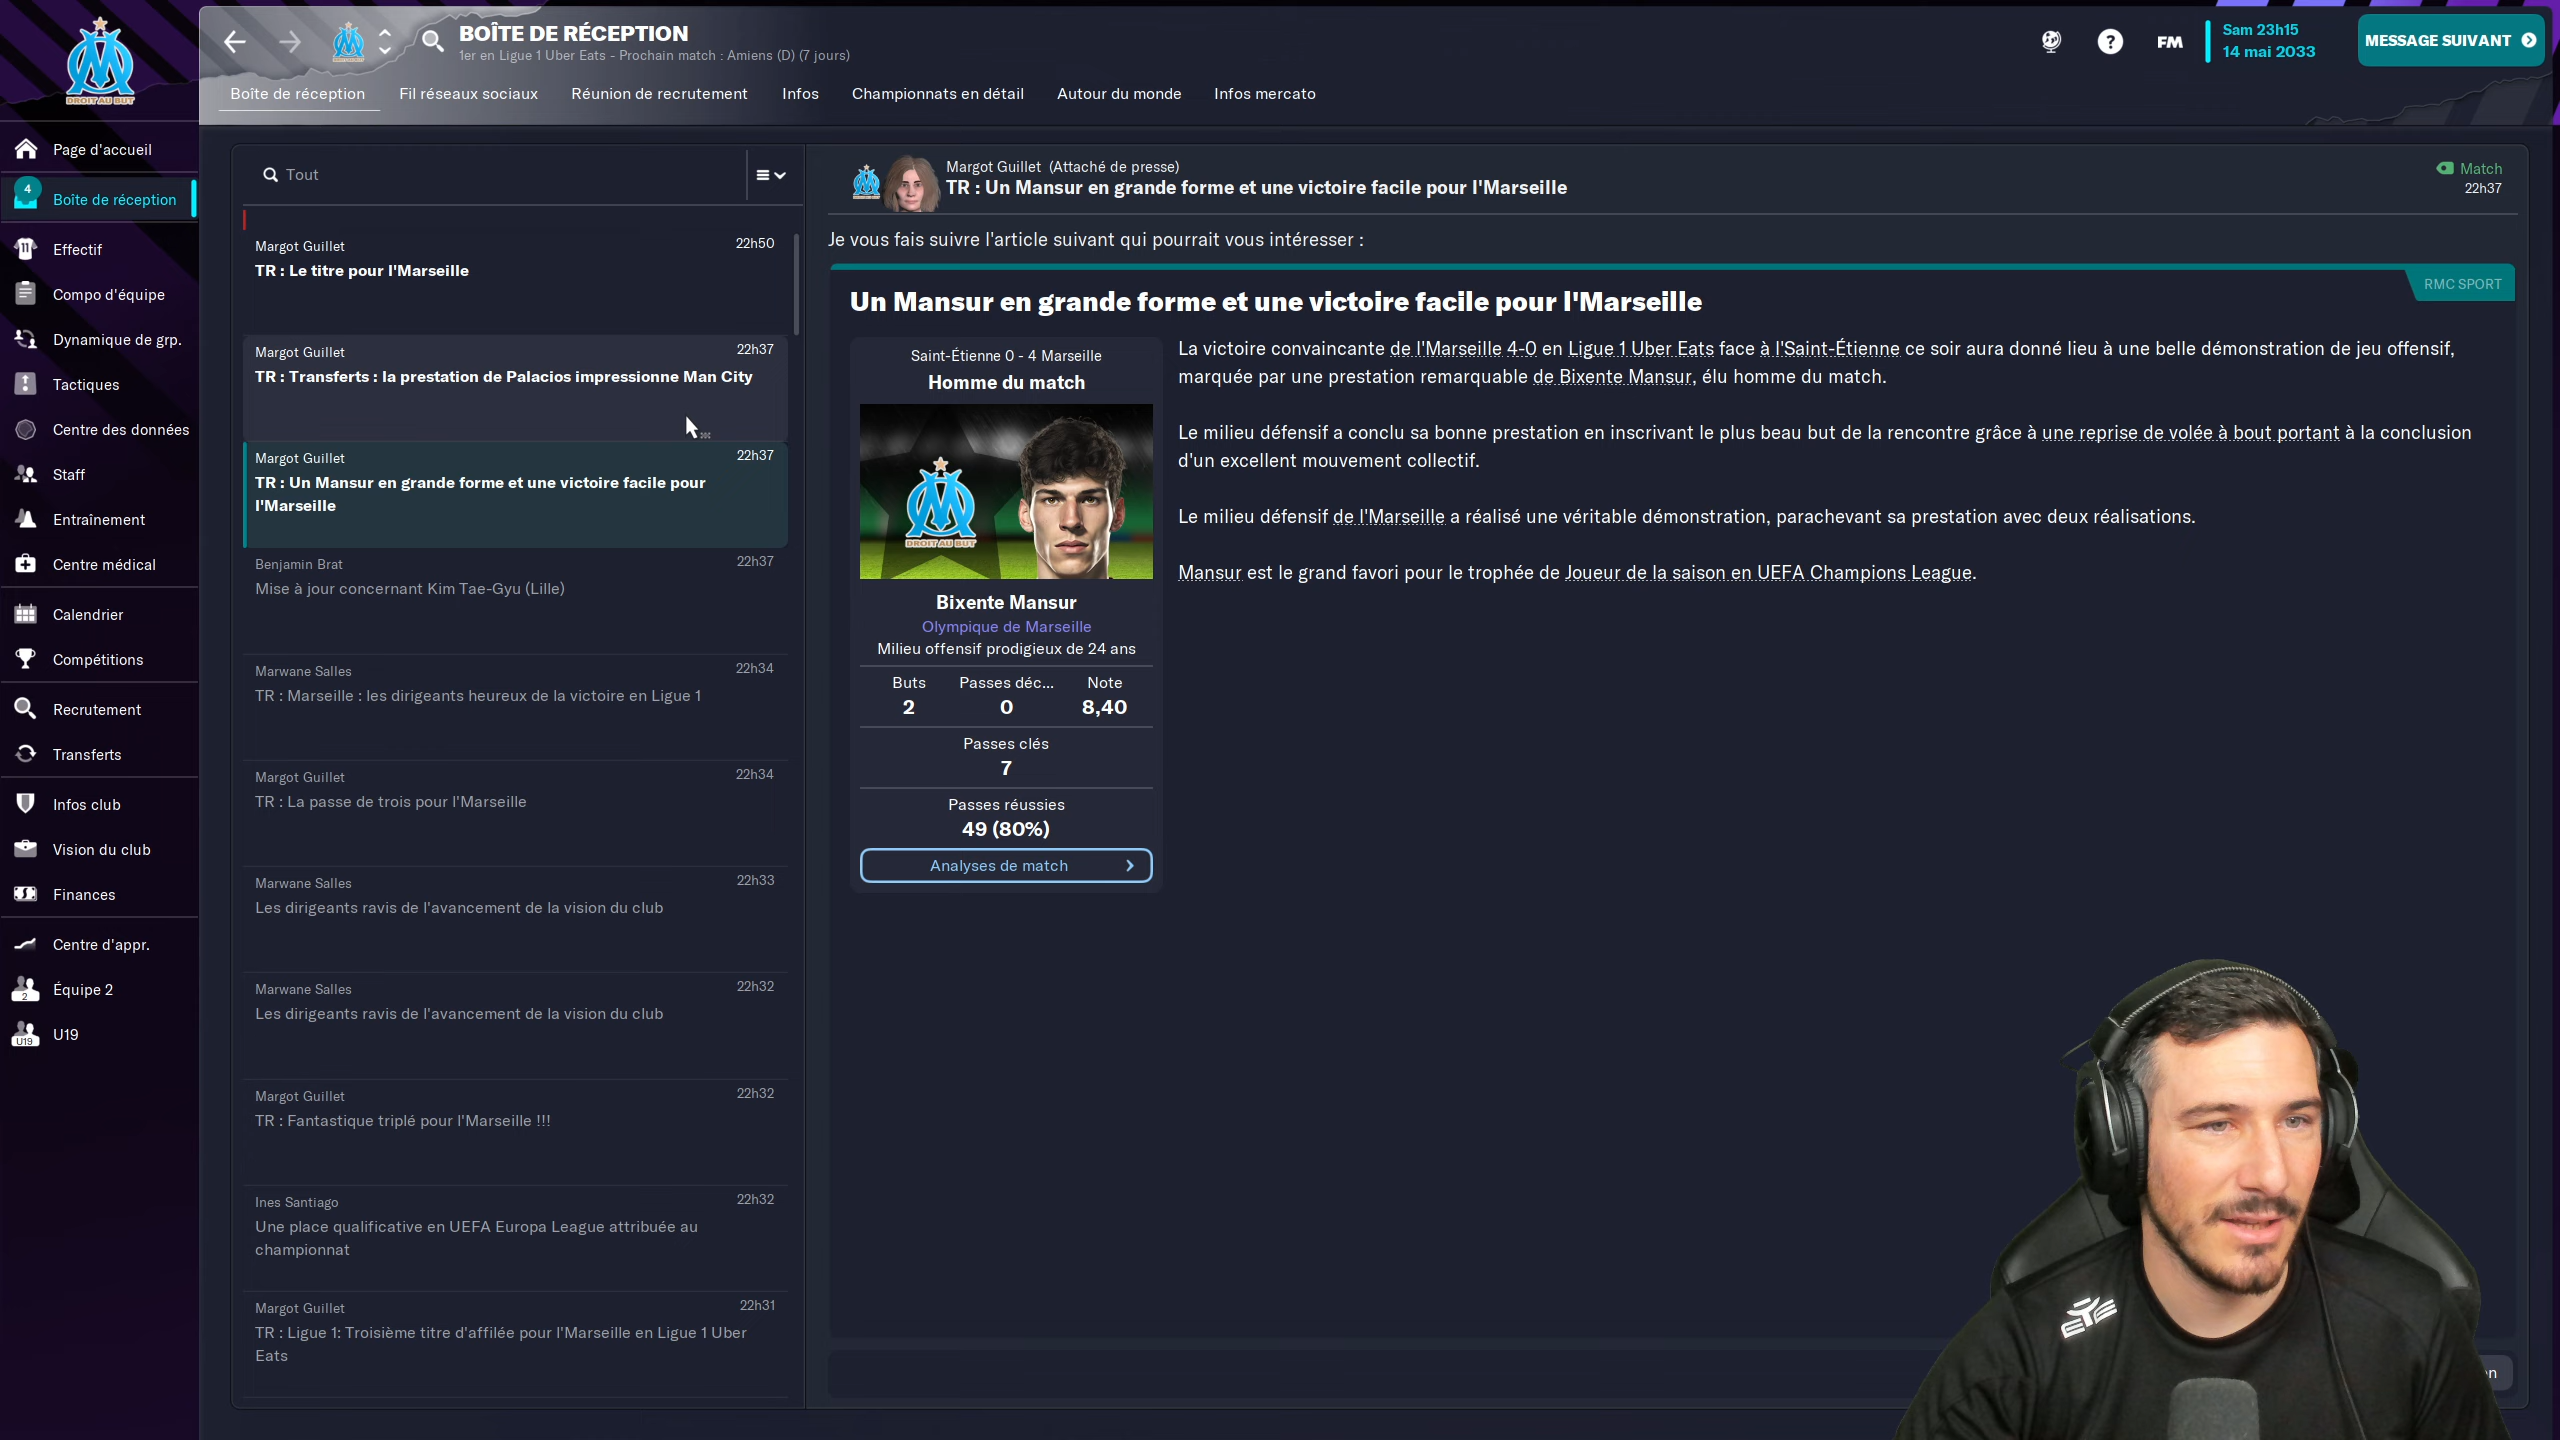 DROIT AU BUT
BOÎTE DE RÉCEPTION
1er en Ligue 1 Uber Eats - Prochain match : Amiens (D) (7 jours)
FM
Sam 23h15
14 mai 2033
MESSAGE SUIVANT
Boîte de réception
Fil réseaux sociaux
Réunion de recrutement
Infos
Championnats en détail
Autour du monde
Infos mercato
Page d'accueil
4
Boîte de réception
Effectif
Compo d'équipe
Dynamique de grp.
Tactiques
Centre des données
Staff
Entraînement
Centre médical
Calendrier
Compétitions
Recrutement
Transferts
Infos club
Vision du club
Finances
Centre d'appr.
2
Équipe 2
U19
U19
Tout
Margot Guillet 22h50
TR : Le titre pour l'Marseille
Margot Guillet 22h37
TR : Transferts : la prestation de Palacios impressionne Man City
Margot Guillet 22h37
TR : Un Mansur en grande forme et une victoire facile pour
l'Marseille
Benjamin Brat 22h37
Mise à jour concernant Kim Tae-Gyu (Lille)
Marwane Salles 22h34
TR : Marseille : les dirigeants heureux de la victoire en Ligue 1
Margot Guillet 22h34
TR : La passe de trois pour l'Marseille
Marwane Salles 22h33
Les dirigeants ravis de l'avancement de la vision du club
Marwane Salles 22h32
Les dirigeants ravis de l'avancement de la vision du club
Margot Guillet 22h32
TR : Fantastique triplé pour l'Marseille !!!
Ines Santiago 22h32
Une place qualificative en UEFA Europa League attribuée au
championnat
Margot Guillet 22h31
TR : Ligue 1: Troisième titre d'affilée pour l'Marseille en Ligue 1 Uber
Eats
Margot Guillet (Attaché de presse)
TR : Un Mansur en grande forme et une victoire facile pour l'Marseille
Match
22h37
Je vous fais suivre l'article suivant qui pourrait vous intéresser :
RMC SPORT
Un Mansur en grande forme et une victoire facile pour l'Marseille
Saint-Étienne 0 - 4 Marseille
Homme du match
DROIT AU BUT
Bixente Mansur
Olympique de Marseille
Milieu offensif prodigieux de 24 ans
Buts Passes déc... Note
2 0 8,40
Passes clés
7
Passes réussies
49 (80%)
Analyses de match
La victoire convaincante de l'Marseille 4-0 en Ligue 1 Uber Eats face à l'Saint-Étienne ce soir aura donné lieu à une belle démonstration de jeu offensif,
marquée par une prestation remarquable de Bixente Mansur, élu homme du match.
Le milieu défensif a conclu sa bonne prestation en inscrivant le plus beau but de la rencontre grâce à une reprise de volée à bout portant à la conclusion
d'un excellent mouvement collectif.
Le milieu défensif de l'Marseille a réalisé une véritable démonstration, parachevant sa prestation avec deux réalisations.
Mansur est le grand favori pour le trophée de Joueur de la saison en UEFA Champions League.
EYE